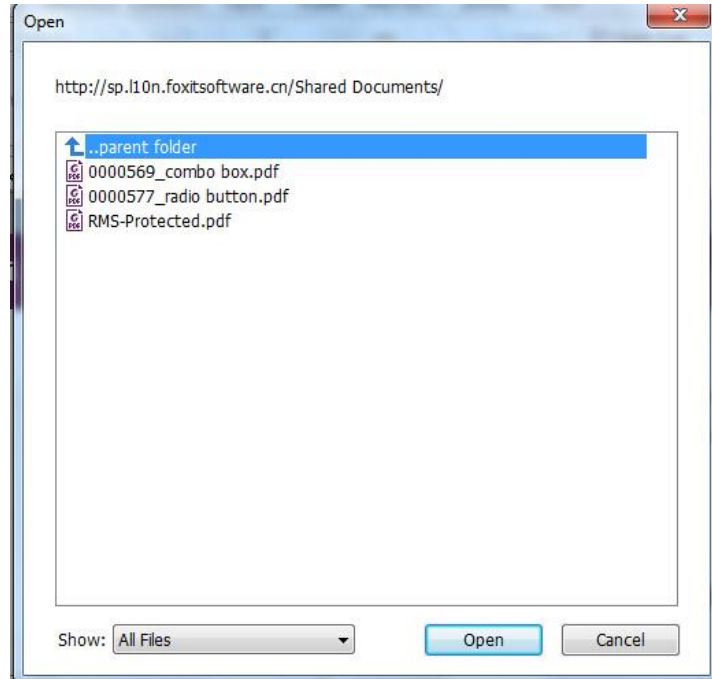 Open
http://sp.l10n.foxitsoftware.cn/Shared Documents/
..parent folder
0000569_combo box.pdf
0000577_radio button.pdf
RMS-Protected.pdf
Show: All Files Open Cancel